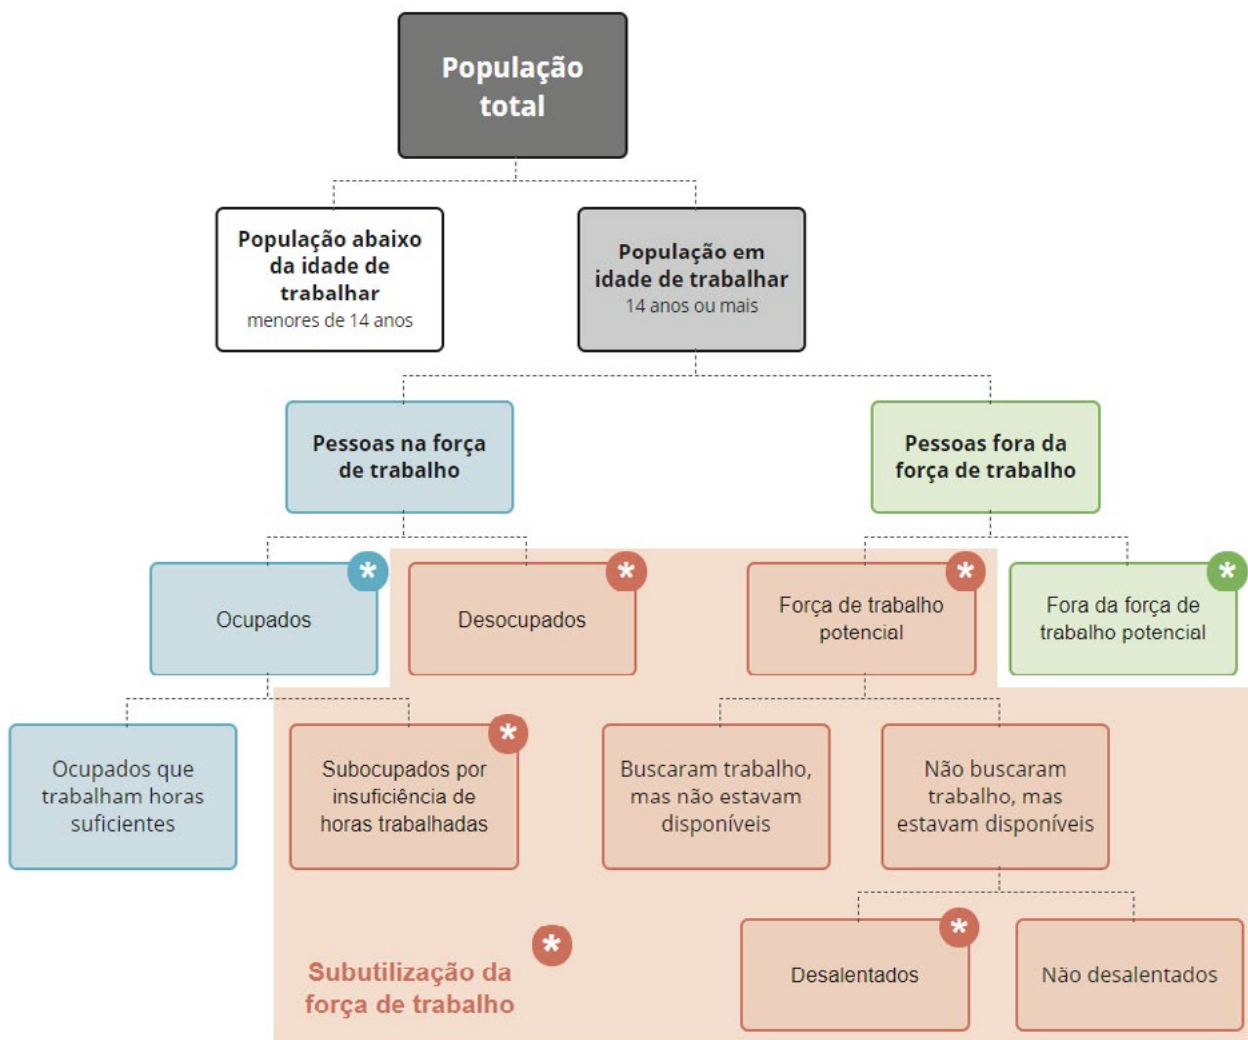 População
total
População abaixo
da idade de
trabalhar
menores de 14 anos
População em
idade de trabalhar
14 anos ou mais
Pessoas na força
de trabalho
Pessoas fora da
força de trabalho
*
Ocupados
*
Desocupados
*
Força de trabalho
potencial
*
Fora da força de
trabalho potencial
Ocupados que
trabalham horas
suficientes
*
Subocupados por
insuficiência de
horas trabalhadas
Buscaram trabalho,
mas não estavam
disponíveis
Não buscaram
trabalho, mas
estavam disponíveis
*
Desalentados
Não desalentados
*
Subutilização da
força de trabalho